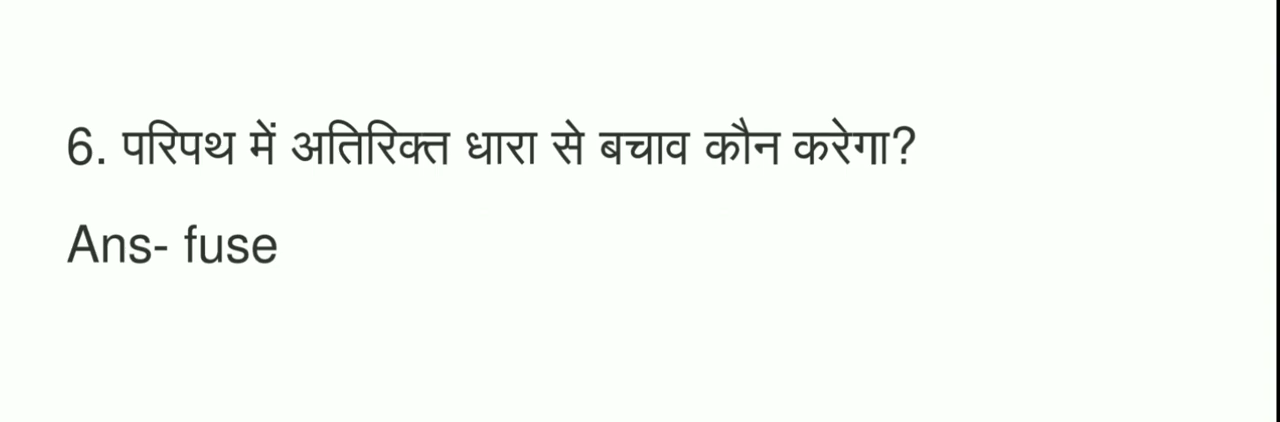 6. परिपथ में अतिरिक्त धारा से बचाव कौन करेगा?
Ans- fuse